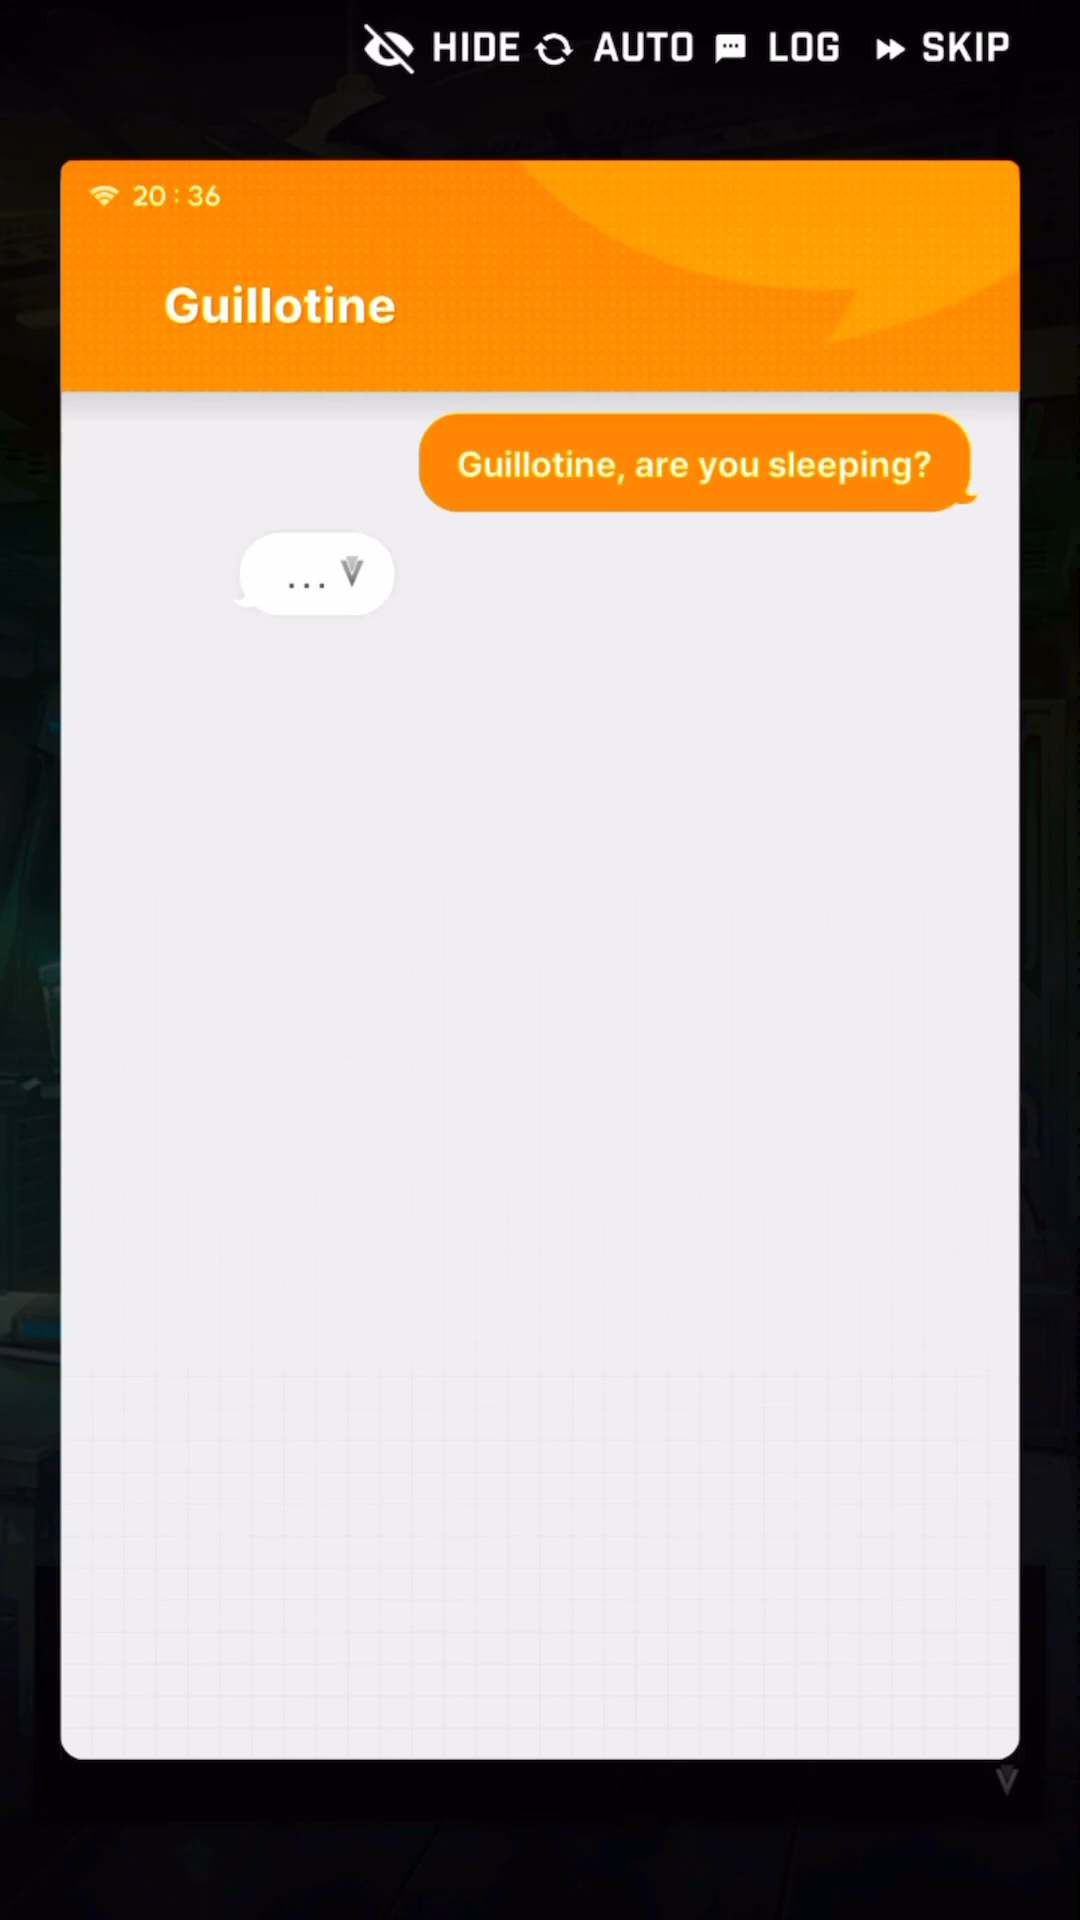 HIDE AUTO LOG SKIP
20 : 36
Guillotine
Guillotine, are you sleeping?
...